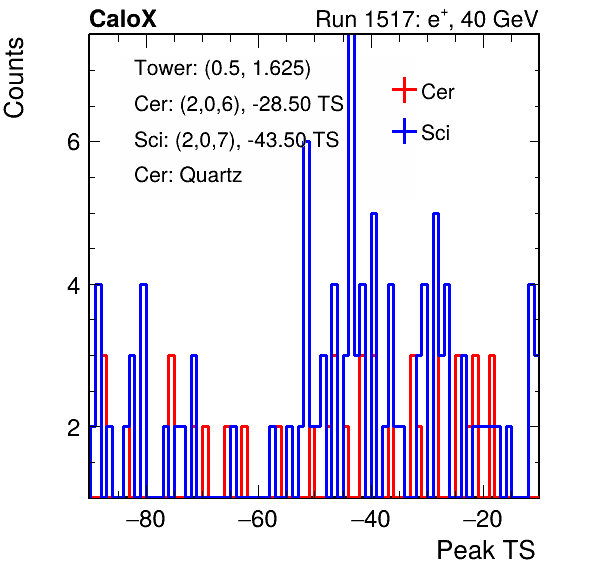 CaloX Run 1517: e⁺, 40 GeV
Counts
Tower: (0.5, 1.625)
Cer: (2,0,6), -28.50 TS
Sci: (2,0,7), -43.50 TS
Cer: Quartz
Cer
Sci
6
4
2
−80 −60 −40 −20
Peak TS